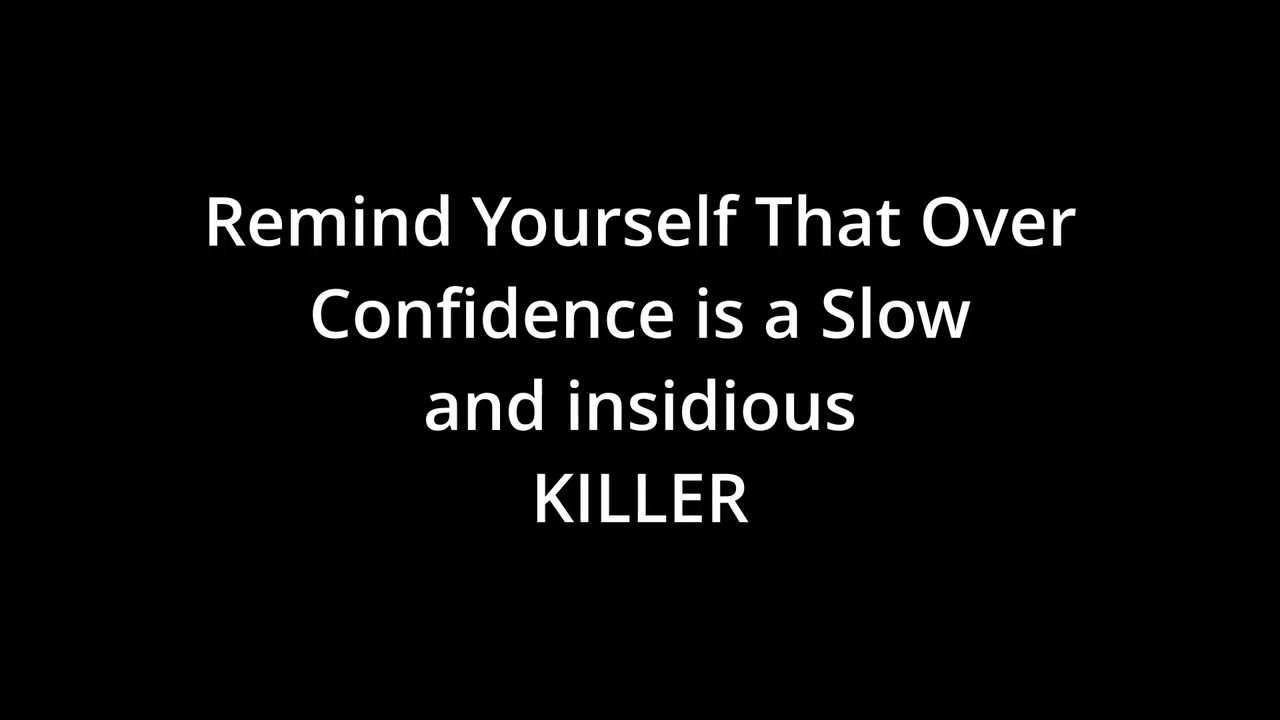 Remind Yourself That Over
Confidence is a Slow
and insidious
KILLER